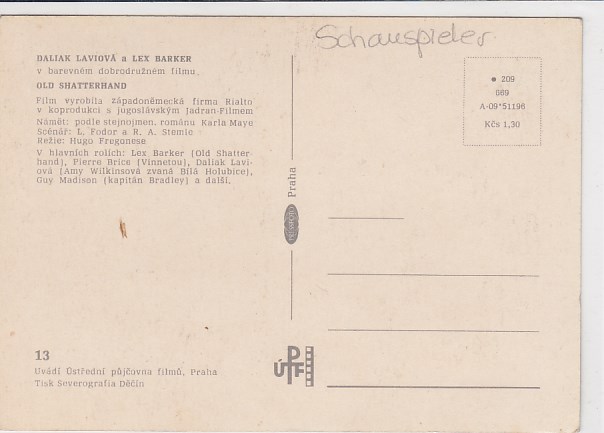 Schauspieler
DALIAK LAVIOVÁ a LEX BARKER
v barevném dobrodružném filmu
OLD SHATTERHAND
Film vyrobila západoněmecká firma Rialto
v koprodukci s jugoslávským Jadran-Filmem
Námět: podle stejnojmen. románu Karla Maye
Scénář: L. Fodor a R. A. Stemle
Režie: Hugo Fregonese
V hlavních rolích: Lex Barker (Old Shatter-
hand), Pierre Brice (Vinnetou), Daliak Lavi-
ová (Amy Wilkinsová zvaná Bílá Holubice),
Guy Madison (kapitán Bradley) a další.
● 209
669
A-09*51196
Kčs 1,30
Praha
13
Uvádí Ústřední půjčovna filmů, Praha
Tisk Severografia Děčín
ÚPF